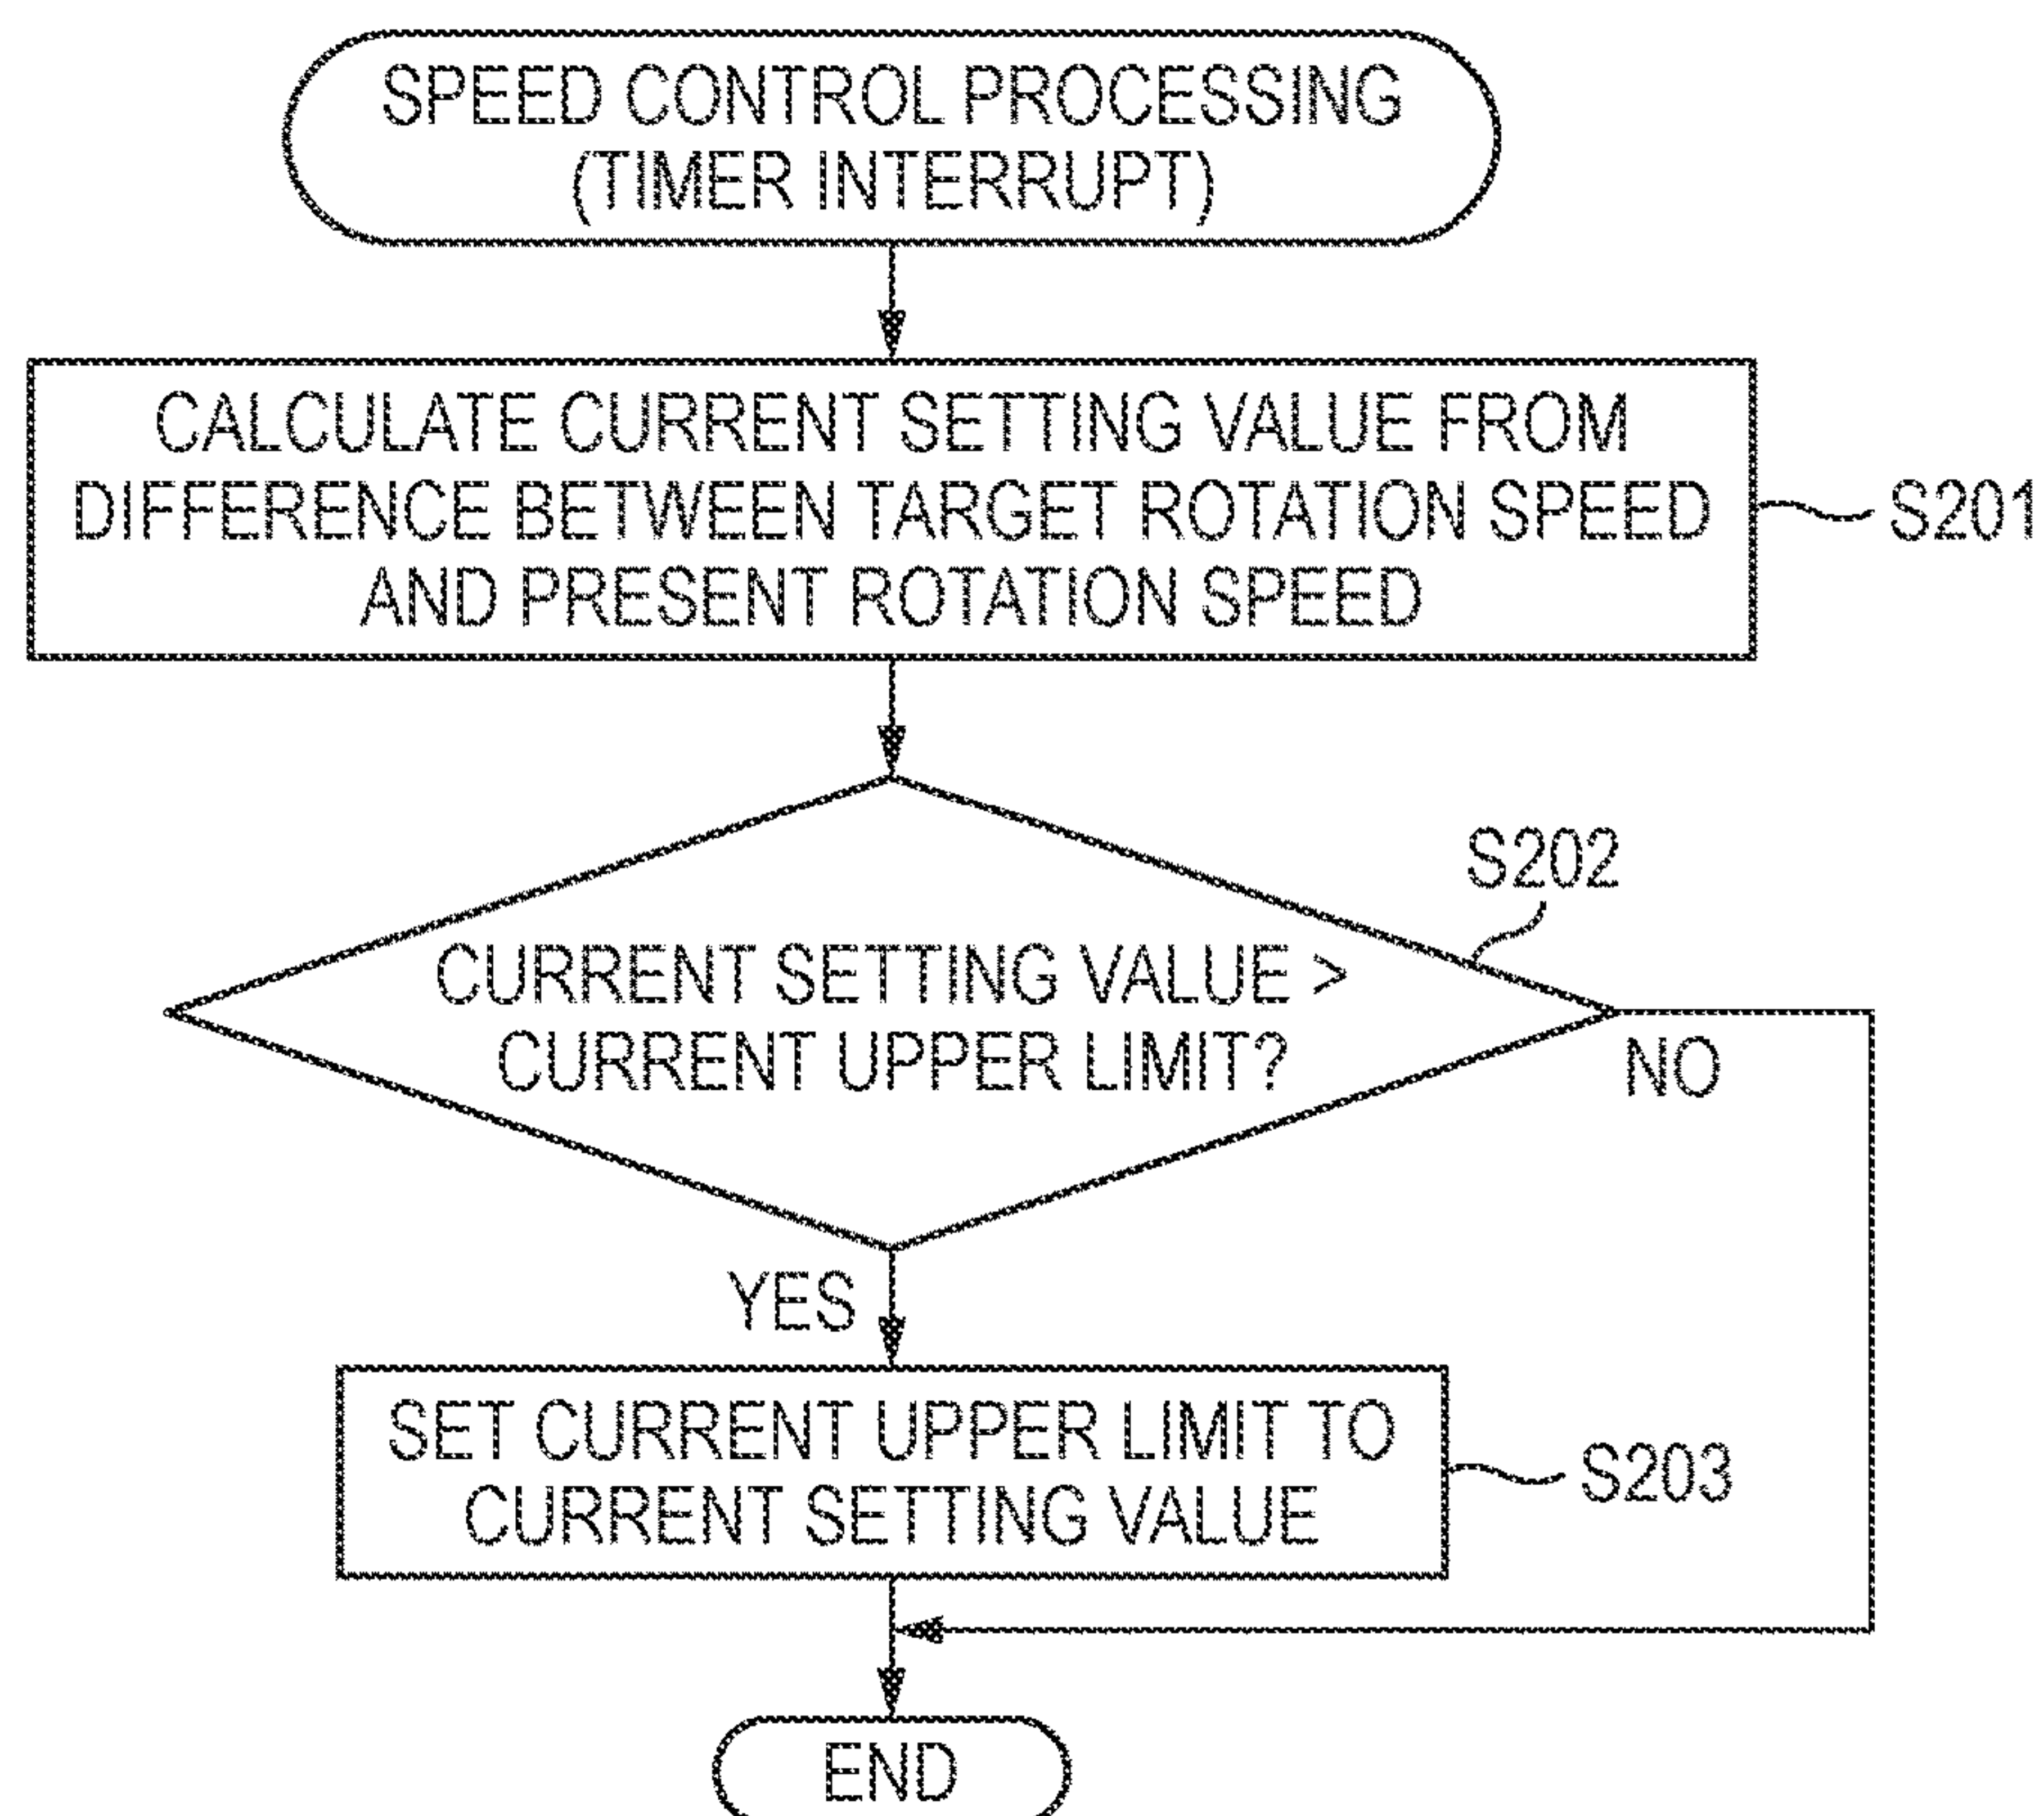 SPEED CONTROL PROCESSING
(TIMER INTERRUPT)
CALCULATE CURRENT SETTING VALUE FROM
DIFFERENCE BETWEEN TARGET ROTATION SPEED
AND PRESENT ROTATION SPEED
S201
S202
CURRENT SETTING VALUE >
CURRENT UPPER LIMIT?
NO
YES
SET CURRENT UPPER LIMIT TO
CURRENT SETTING VALUE
S203
END